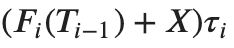 (F_i(T_{i−1}) + X)τ_i